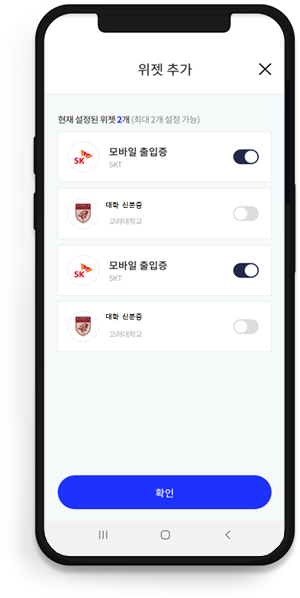 위젯 추가
현재 설정된 위젯 2개 (최대 2개 설정 가능)
SK
모바일 출입증
SKT
대학 신분증
고려대학교
SK
모바일 출입증
SKT
대학 신분증
고려대학교
확인